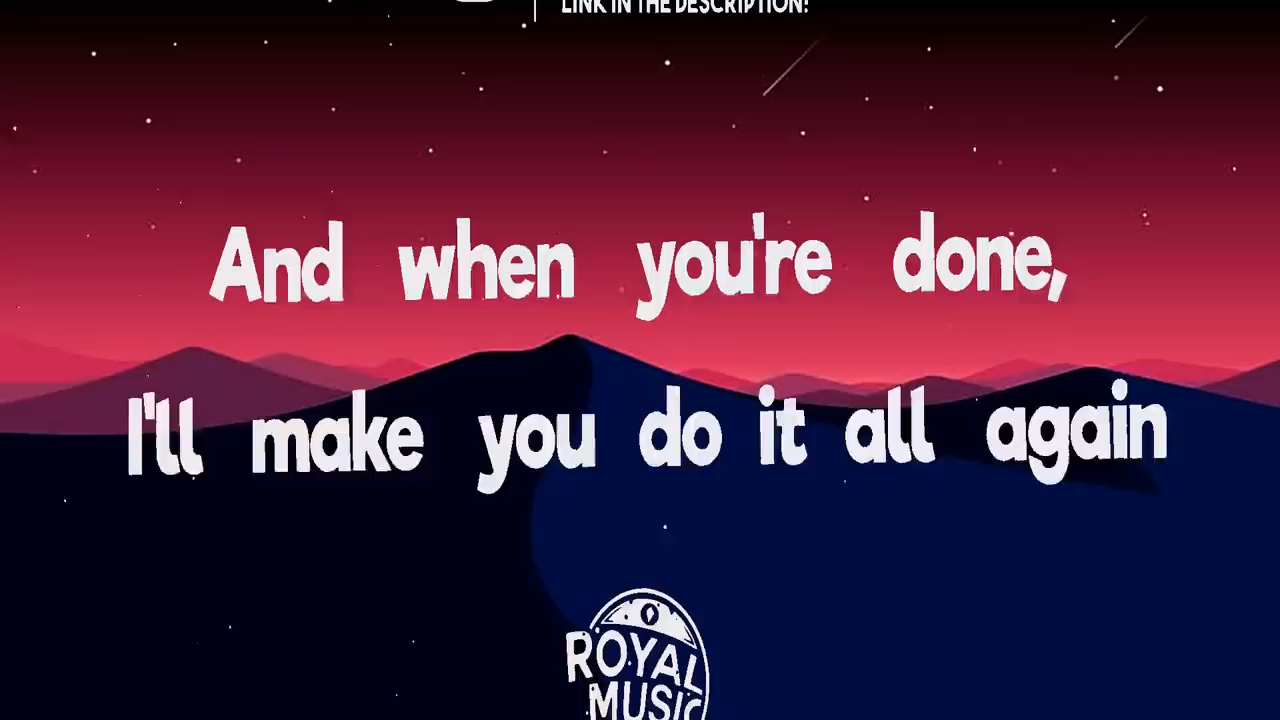 LINK IN THE DESCRIPTION!
And when you're done,
I'll make you do it all again
ROYAL
MUSIC